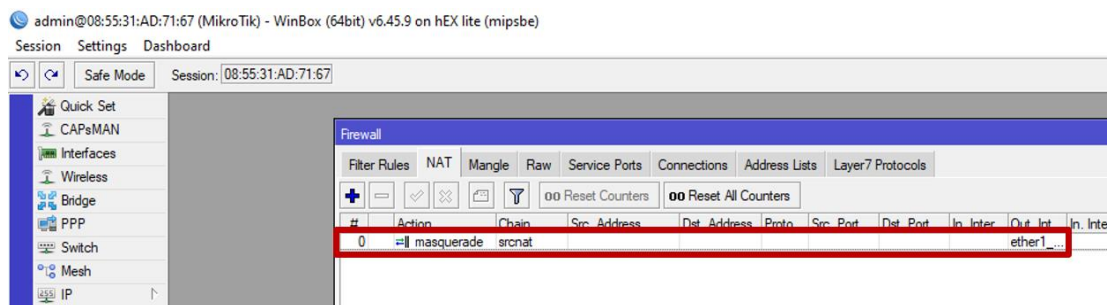 admin@08:55:31:AD:71:67 (MikroTik) - WinBox (64bit) v6.45.9 on hEX lite (mipsbe)
Session Settings Dashboard
Safe Mode Session: 08:55:31:AD:71:67
Quick Set
CAPsMAN
Interfaces
Wireless
Bridge
PPP
Switch
Mesh
IP
Firewall
Filter Rules NAT Mangle Raw Service Ports Connections Address Lists Layer7 Protocols
00 Reset Counters 00 Reset All Counters
# Action Chain Src. Address Dst. Address Proto... Src. Port Dst. Port In. Inter... Out. Int... In. Inte
0 masquerade srcnat ether1_...